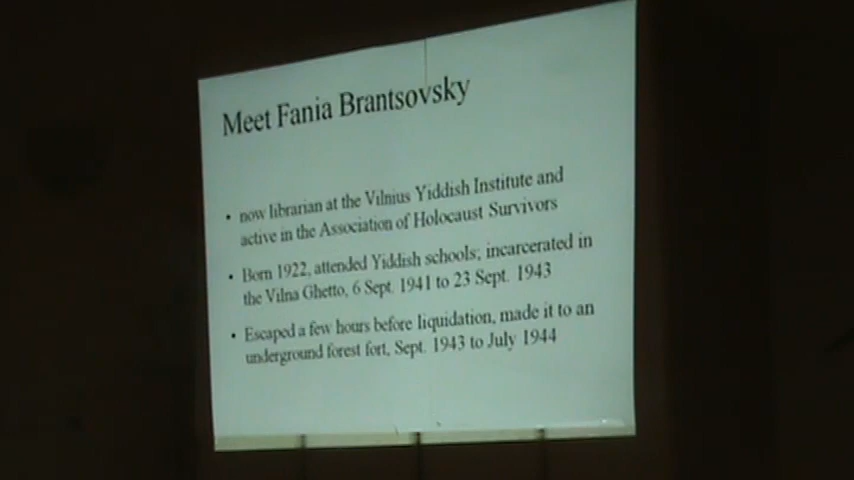 Meet Fania Brantsovsky
• now librarian at the Vilnius Yiddish Institute and
active in the Association of Holocaust Survivors
• Born 1922, attended Yiddish schools; incarcerated in
the Vilna Ghetto, 6 Sept. 1941 to 23 Sept. 1943
• Escaped a few hours before liquidation, made it to an
underground forest fort, Sept. 1943 to July 1944